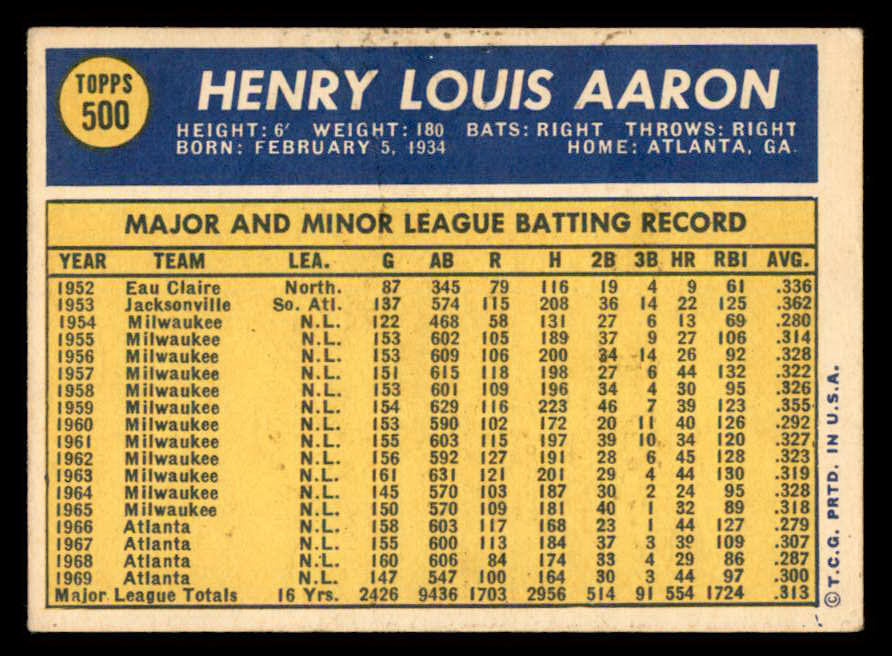 TOPPS
500
HENRY LOUIS AARON
HEIGHT: 6' WEIGHT: 180 BATS: RIGHT THROWS: RIGHT
BORN: FEBRUARY 5, 1934 HOME: ATLANTA, GA.
MAJOR AND MINOR LEAGUE BATTING RECORD
YEAR TEAM LEA. G AB R H 2B 3B HR RBI AVG.
1952 Eau Claire North. 87 345 79 116 19 4 9 61 .336
1953 Jacksonville So. Atl. 137 574 115 208 36 14 22 125 .362
1954 Milwaukee N.L. 122 468 58 131 27 6 13 69 .280
1955 Milwaukee N.L. 153 602 105 189 37 9 27 106 .314
1956 Milwaukee N.L. 153 609 106 200 34 14 26 92 .328
1957 Milwaukee N.L. 151 615 118 198 27 6 44 132 .322
1958 Milwaukee N.L. 153 601 109 196 34 4 30 95 .326
1959 Milwaukee N.L. 154 629 116 223 46 7 39 123 .355
1960 Milwaukee N.L. 153 590 102 172 20 11 40 126 .292
1961 Milwaukee N.L. 155 603 115 197 39 10 34 120 .327
1962 Milwaukee N.L. 156 592 127 191 28 6 45 128 .323
1963 Milwaukee N.L. 161 631 121 201 29 4 44 130 .319
1964 Milwaukee N.L. 145 570 103 187 30 2 24 95 .328
1965 Milwaukee N.L. 150 570 109 181 40 1 32 89 .318
1966 Atlanta N.L. 158 603 117 168 23 1 44 127 .279
1967 Atlanta N.L. 155 600 113 184 37 3 39 109 .307
1968 Atlanta N.L. 160 606 84 174 33 4 29 86 .287
1969 Atlanta N.L. 147 547 100 164 30 3 44 97 .300
Major League Totals 16 Yrs. 2426 9436 1703 2956 514 91 554 1724 .313
© T.C.G. PRTD. IN U.S.A.